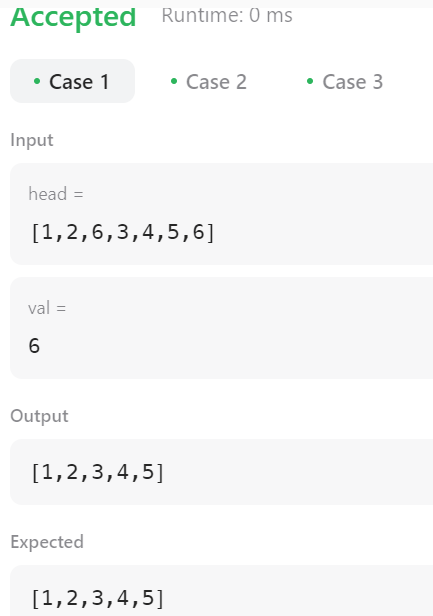 Accepted Runtime: 0 ms
Case 1 Case 2 Case 3
Input
head =
[1,2,6,3,4,5,6]
val =
6
Output
[1,2,3,4,5]
Expected
[1,2,3,4,5]